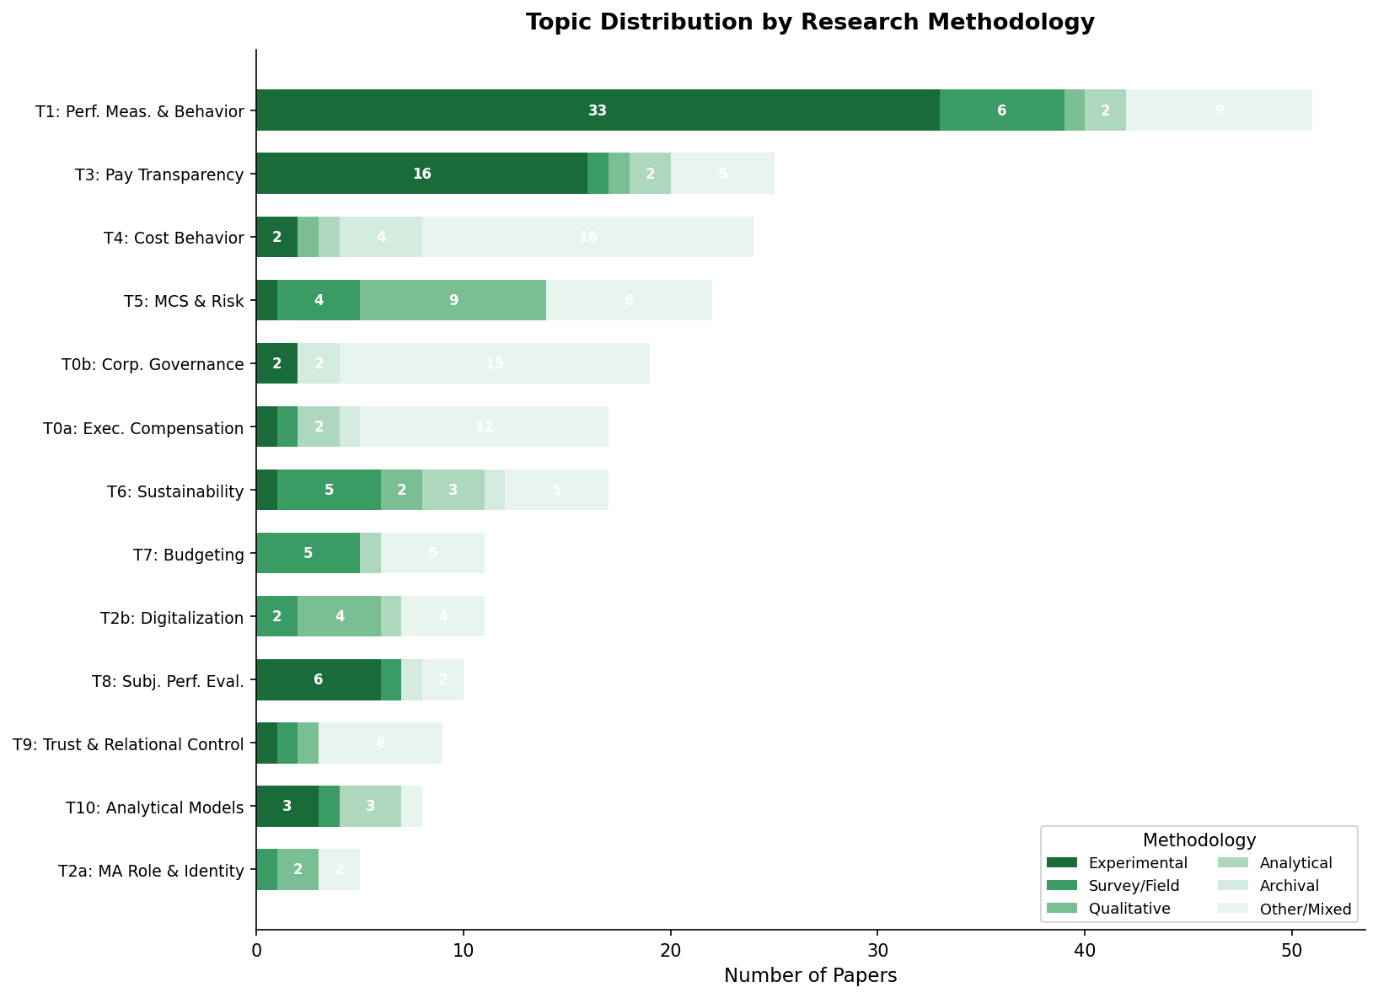 Topic Distribution by Research Methodology
T1: Perf. Meas. & Behavior 33 6 2 9
T3: Pay Transparency 16 2 5
T4: Cost Behavior 2 4 16
T5: MCS & Risk 4 9 8
T0b: Corp. Governance 2 2 15
T0a: Exec. Compensation 2 12
T6: Sustainability 5 2 3 5
T7: Budgeting 5 5
T2b: Digitalization 2 4 4
T8: Subj. Perf. Eval. 6 2
T9: Trust & Relational Control 6
T10: Analytical Models 3 3
T2a: MA Role & Identity 2 2
Methodology
Experimental Analytical
Survey/Field Archival
Qualitative Other/Mixed
0 10 20 30 40 50
Number of Papers